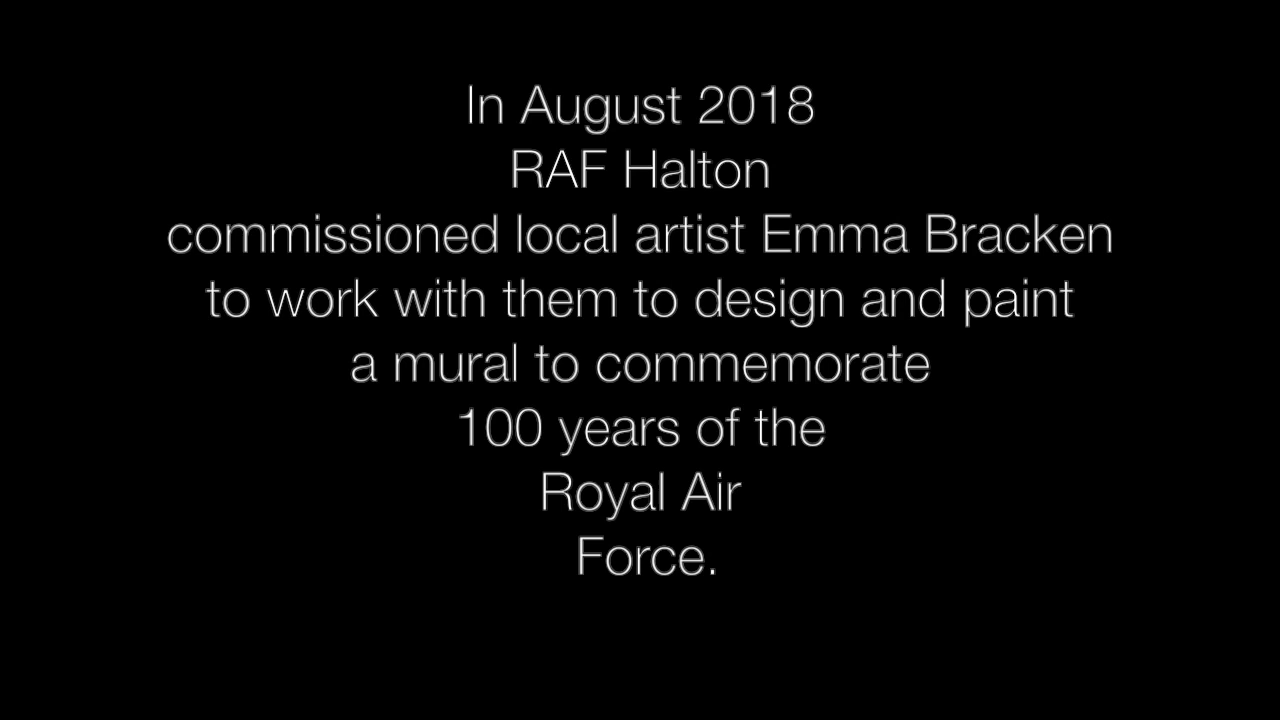 In August 2018
RAF Halton
commissioned local artist Emma Bracken
to work with them to design and paint
a mural to commemorate
100 years of the
Royal Air
Force.